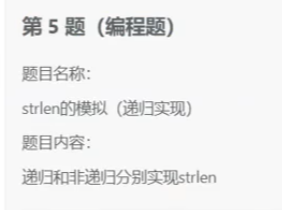 第 5 题（编程题）
题目名称：
strlen的模拟（递归实现）
题目内容：
递归和非递归分别实现strlen